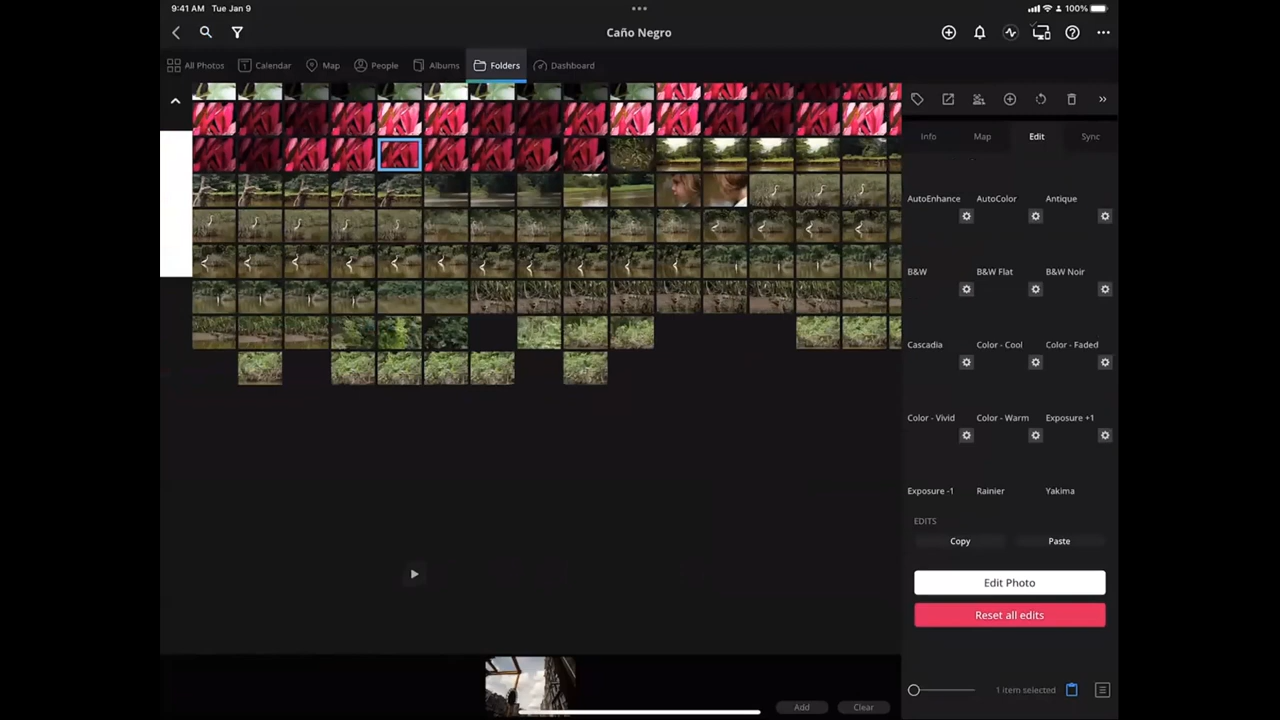 9:41 AM Tue Jan 9
100%
Caño Negro
All Photos
Calendar
Map
People
Albums
Folders
Dashboard
Info
Map
Edit
Sync
AutoEnhance
AutoColor
Antique
B&W
B&W Flat
B&W Noir
Cascadia
Color - Cool
Color - Faded
Color - Vivid
Color - Warm
Exposure +1
Exposure -1
Rainier
Yakima
EDITS
Copy
Paste
Edit Photo
Reset all edits
1 item selected
Add
Clear